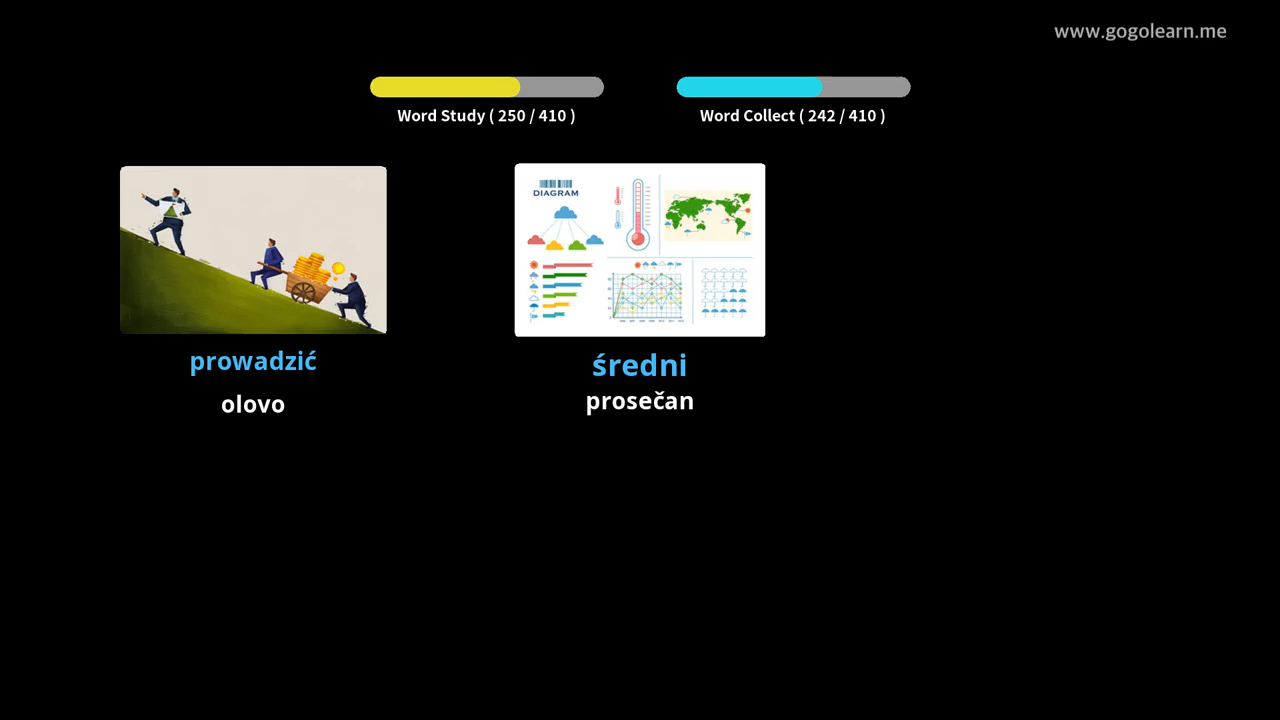 www.gogolearn.me
Word Study ( 250 / 410 )
Word Collect ( 242 / 410 )
DIAGRAM
prowadzić
olovo
średni
prosečan